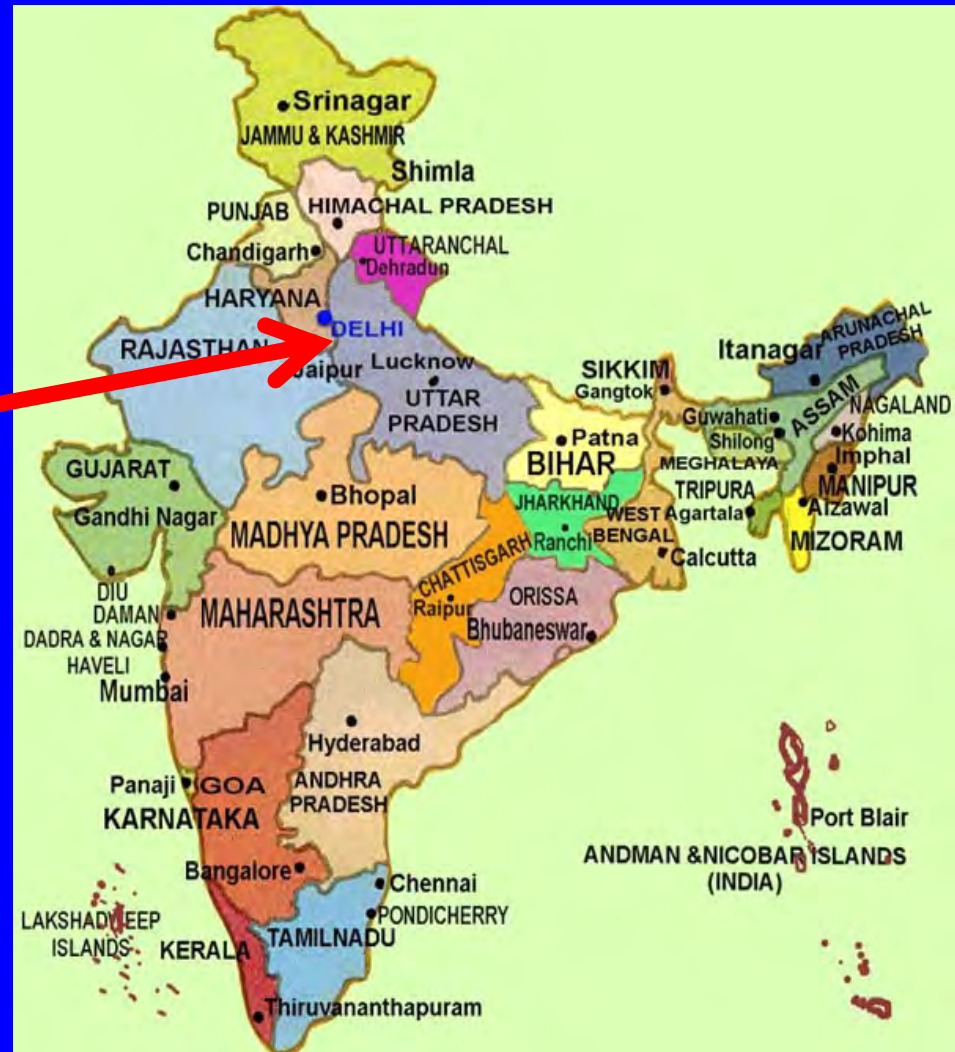 Srinagar
JAMMU & KASHMIR
Shimla
HIMACHAL PRADESH
PUNJAB
Chandigarh
UTTARANCHAL
Dehradun
HARYANA
DELHI
RAJASTHAN
Jaipur
Lucknow
UTTAR
PRADESH
SIKKIM
Gangtok
Itanagar
ARUNACHAL
PRADESH
ASSAM
NAGALAND
Guwahati
Shilong
Kohima
MEGHALAYA
Imphal
MANIPUR
TRIPURA
Agartala
Aizawal
MIZORAM
Patna
BIHAR
GUJARAT
Gandhi Nagar
Bhopal
MADHYA PRADESH
JHARKHAND
Ranchi
WEST
BENGAL
Calcutta
CHATTISGARH
Raipur
ORISSA
Bhubaneswar
DIU
DAMAN
DADRA & NAGAR
HAVELI
Mumbai
MAHARASHTRA
Hyderabad
ANDHRA
PRADESH
Panaji
GOA
KARNATAKA
Bangalore
Chennai
PONDICHERRY
Port Blair
ANDMAN &NICOBAR ISLANDS
(INDIA)
LAKSHADWEEP
ISLANDS
KERALA
TAMILNADU
Thiruvananthapuram